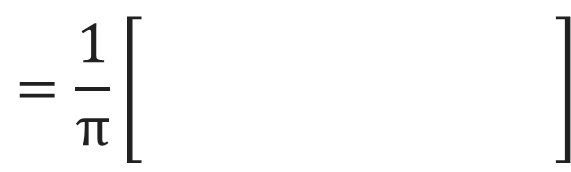 = 1/π [ ]